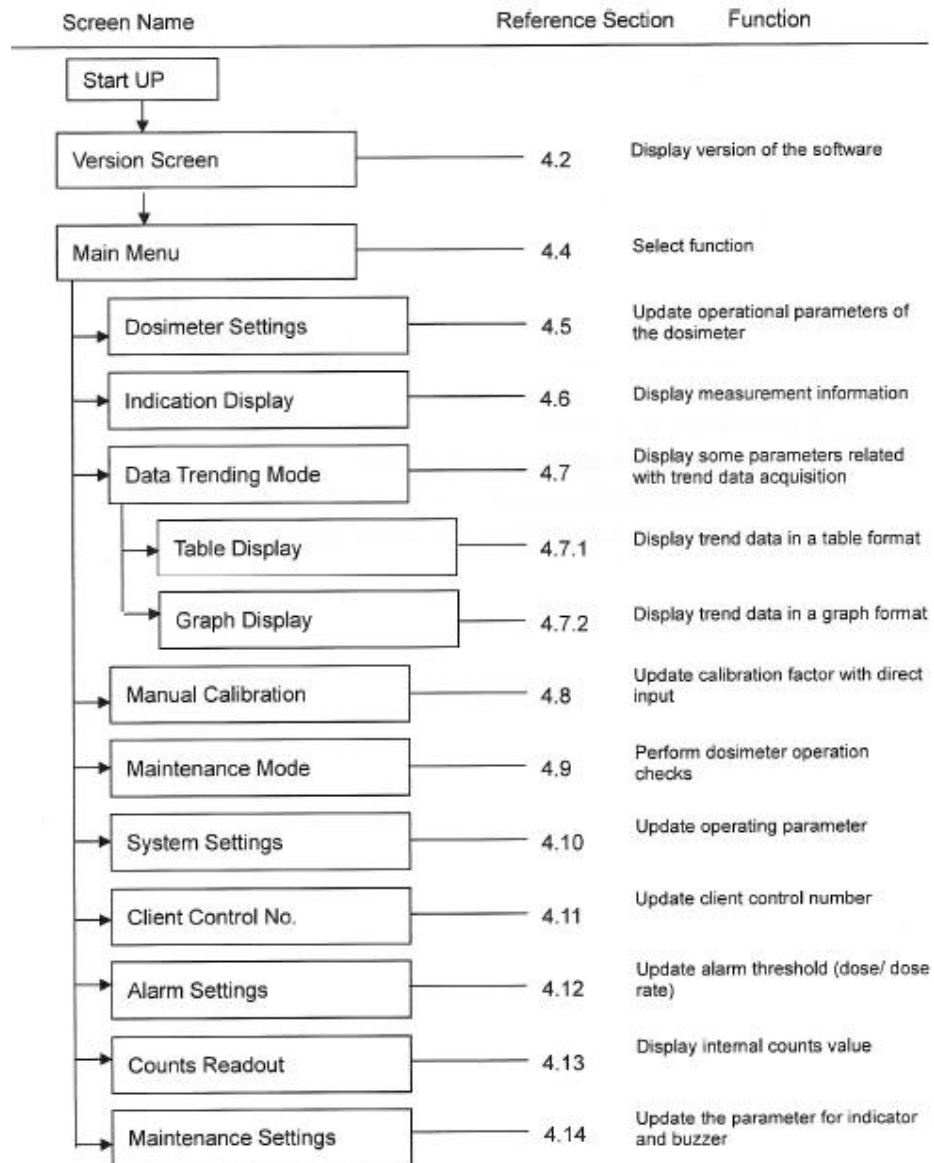 Screen Name Reference Section Function
Start UP
Version Screen 4.2 Display version of the software
Main Menu 4.4 Select function
Dosimeter Settings 4.5 Update operational parameters of
the dosimeter
Indication Display 4.6 Display measurement information
Data Trending Mode 4.7 Display some parameters related
with trend data acquisition
Table Display 4.7.1 Display trend data in a table format
Graph Display 4.7.2 Display trend data in a graph format
Manual Calibration 4.8 Update calibration factor with direct
input
Maintenance Mode 4.9 Perform dosimeter operation
checks
System Settings 4.10 Update operating parameter
Client Control No. 4.11 Update client control number
Alarm Settings 4.12 Update alarm threshold (dose/ dose
rate)
Counts Readout 4.13 Display internal counts value
Maintenance Settings 4.14 Update the parameter for indicator
and buzzer